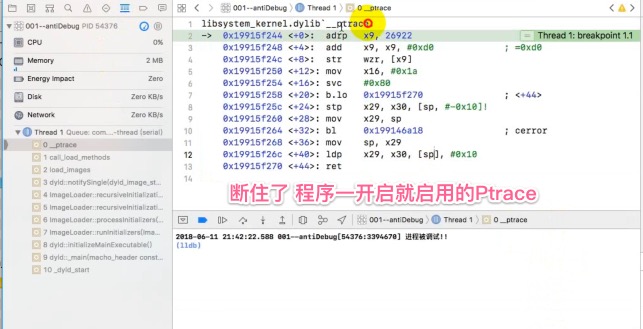 001--antiDebug PID 54376
CPU
0%
Memory
2 MB
Energy Impact
Zero
Disk
Zero KB/s
Network
Zero KB/s
Thread 1 Queue: com....-thread (serial)
0 __ptrace
1 call_load_methods
2 load_images
3 dyld::notifySingle(dyld_image_st...
4 ImageLoader::recursiveInitializati...
5 ImageLoader::recursiveInitializati...
6 ImageLoader::processInitializers(...
7 ImageLoader::runInitializers(Ima...
8 dyld::initializeMainExecutable()
9 dyld::_main(macho_header const...
10 _dyld_start
001--antiDebug Thread 1 0 __ptrace
1 libsystem_kernel.dylib`__ptrace:
2 -> 0x19915f244 <+0>: adrp x9, 26922 Thread 1: breakpoint 1.1
3 0x19915f248 <+4>: add x9, x9, #0xd0 ; =0xd0
4 0x19915f24c <+8>: str wzr, [x9]
5 0x19915f250 <+12>: mov x16, #0x1a
6 0x19915f254 <+16>: svc #0x80
7 0x19915f258 <+20>: b.lo 0x19915f270 ; <+44>
8 0x19915f25c <+24>: stp x29, x30, [sp, #-0x10]!
9 0x19915f260 <+28>: mov x29, sp
10 0x19915f264 <+32>: bl 0x199146a18 ; cerror
11 0x19915f268 <+36>: mov sp, x29
12 0x19915f26c <+40>: ldp x29, x30, [sp], #0x10
13 0x19915f270 <+44>: ret
14
断住了 程序一开启就启用的Ptrace
001--antiDebug Thread 1 0 __ptrace
2018-06-11 21:42:22.588 001--antiDebug[54376:3394670] 进程被调试!!
(lldb)